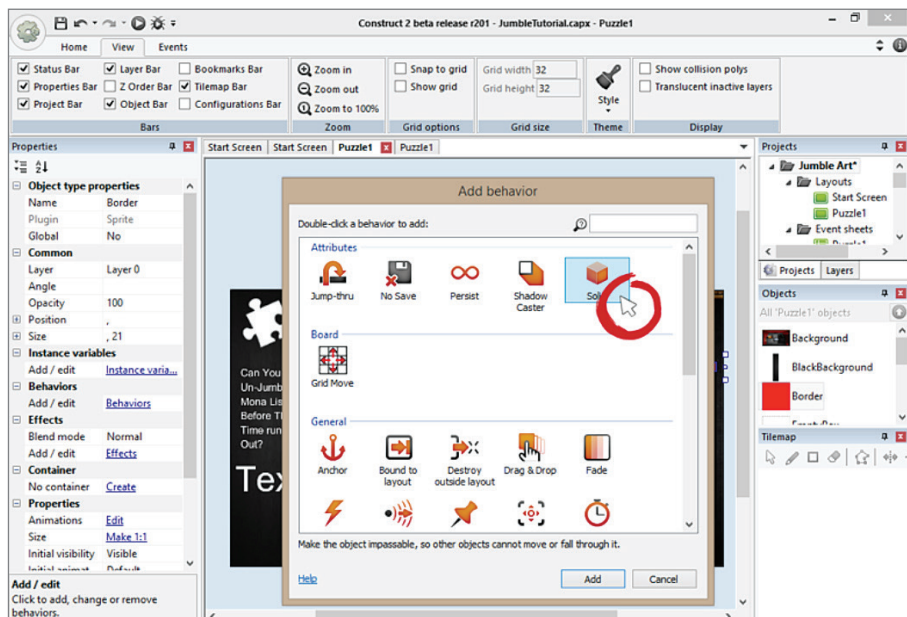 Construct 2 beta release r201 - JumbleTutorial.capx - Puzzle1
Home View Events
Status Bar Layer Bar Bookmarks Bar
Properties Bar Z Order Bar Tilemap Bar
Project Bar Object Bar Configurations Bar
Bars
Zoom in
Zoom out
Zoom to 100%
Zoom
Snap to grid
Show grid
Grid options
Grid width 32
Grid height 32
Grid size
Style
Theme
Show collision polys
Translucent inactive layers
Display
Properties
Object type properties
Name Border
Plugin Sprite
Global No
Common
Layer Layer 0
Angle
Opacity 100
Position ,
Size , 21
Instance variables
Add / edit Instance varia...
Behaviors
Add / edit Behaviors
Effects
Blend mode Normal
Add / edit Effects
Container
No container Create
Properties
Animations Edit
Size Make 1:1
Initial visibility Visible
Add / edit
Click to add, change or remove
behaviors.
Start Screen Start Screen Puzzle1 Puzzle1
Can You
Un-Jumb
Mona Lis
Before T
Time run
Out?
Tex
Add behavior
Double-click a behavior to add:
Attributes
Jump-thru No Save Persist Shadow Caster
Board
Grid Move
General
Anchor Bound to layout Destroy outside layout Drag & Drop Fade
Make the object impassable, so other objects cannot move or fall through it.
Help Add Cancel
Projects
Jumble Art*
Layouts
Start Screen
Puzzle1
Event sheets
Projects Layers
Objects
All 'Puzzle1' objects
Background
BlackBackground
Border
Tilemap